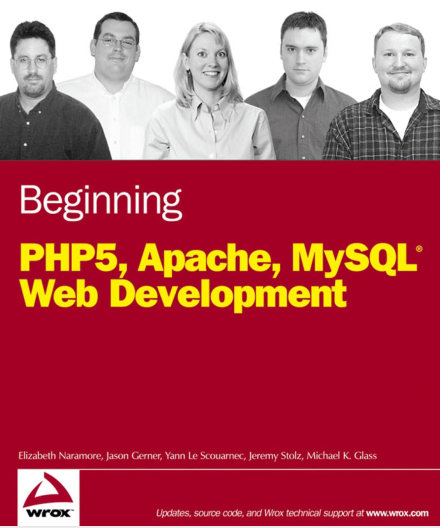 Beginning
PHP5, Apache, MySQL®
Web Development
Elizabeth Naramore, Jason Gerner, Yann Le Scouarnec, Jeremy Stolz, Michael K. Glass
wrox™
Updates, source code, and Wrox technical support at www.wrox.com